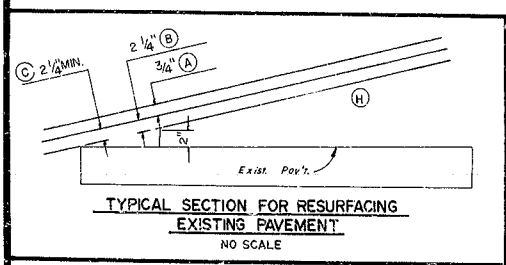 2 1/4" (B)
(C) 2 1/4" MIN.
3/4" (A)
(H)
2"
Exist. Pav't.
TYPICAL SECTION FOR RESURFACING
EXISTING PAVEMENT
NO SCALE